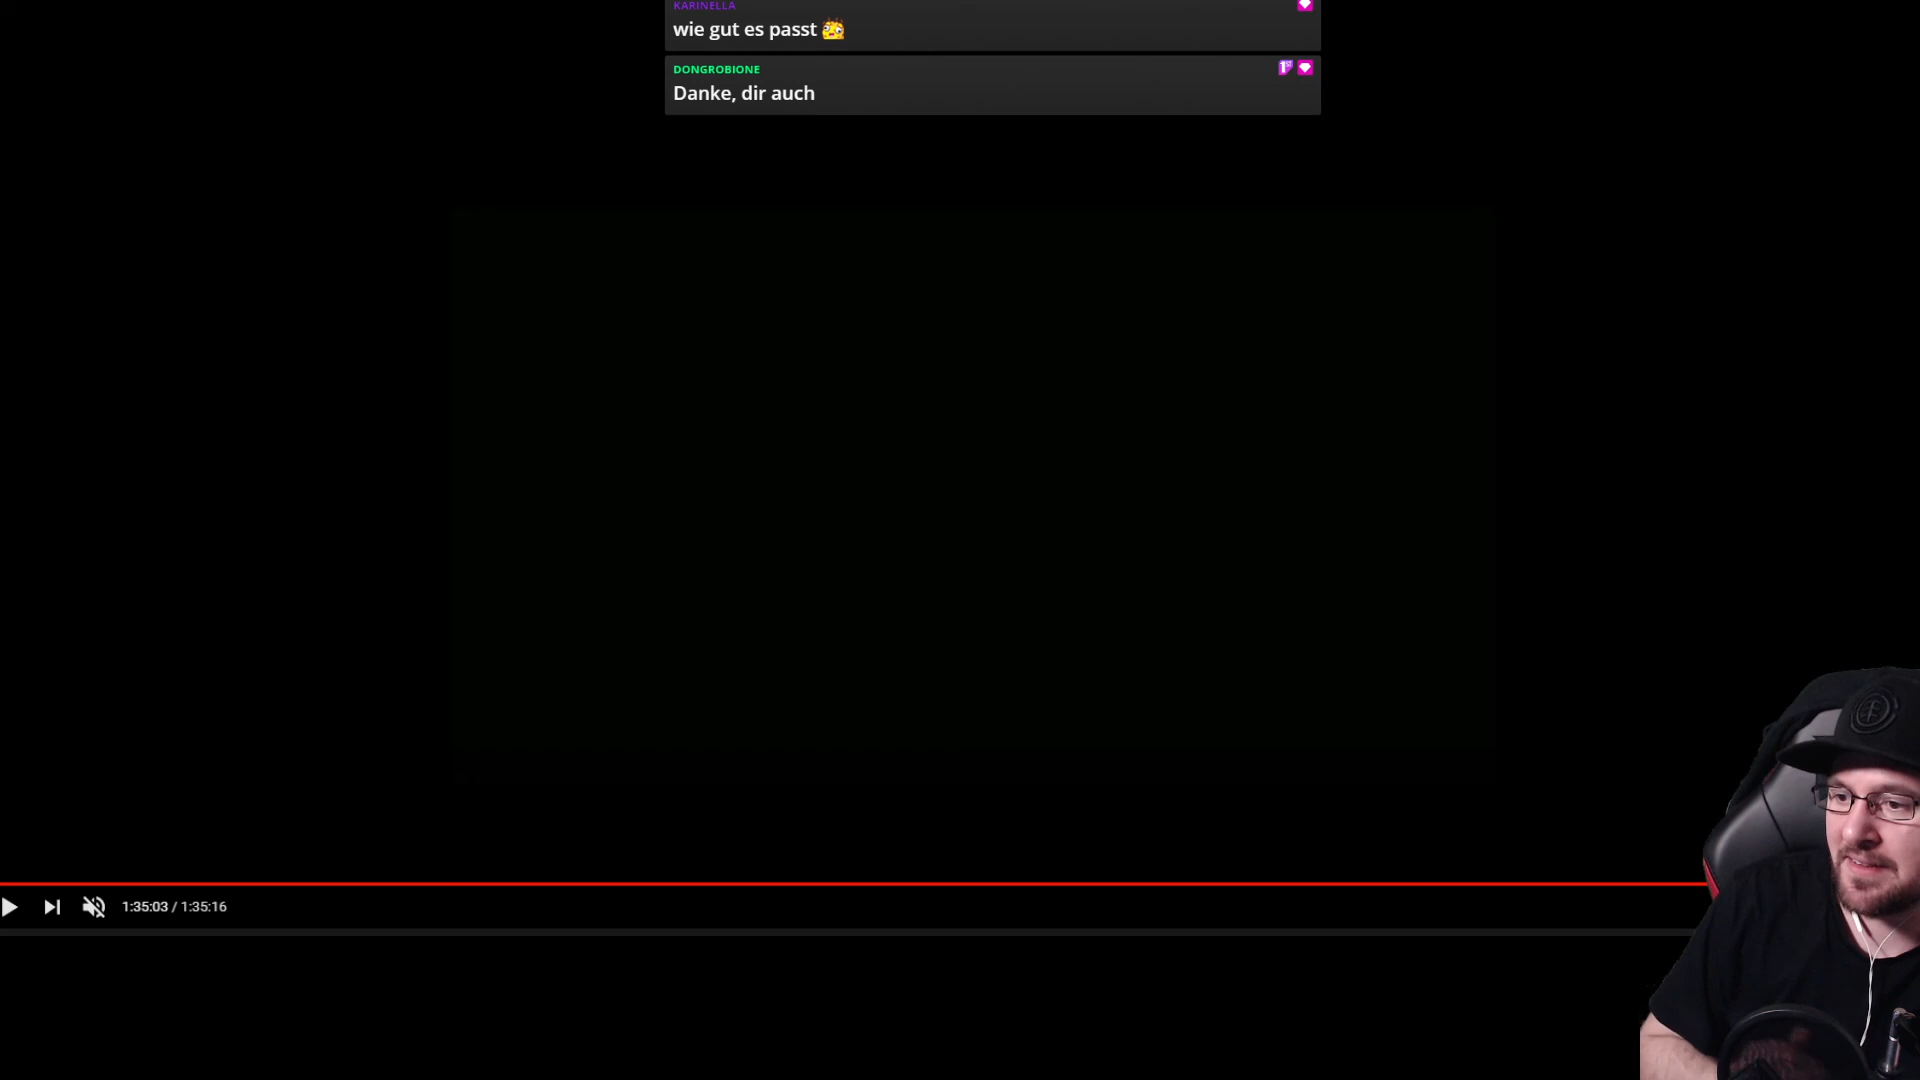 KARINELLA
wie gut es passt
DONGROBIONE
Danke, dir auch
1:35:03 / 1:35:16